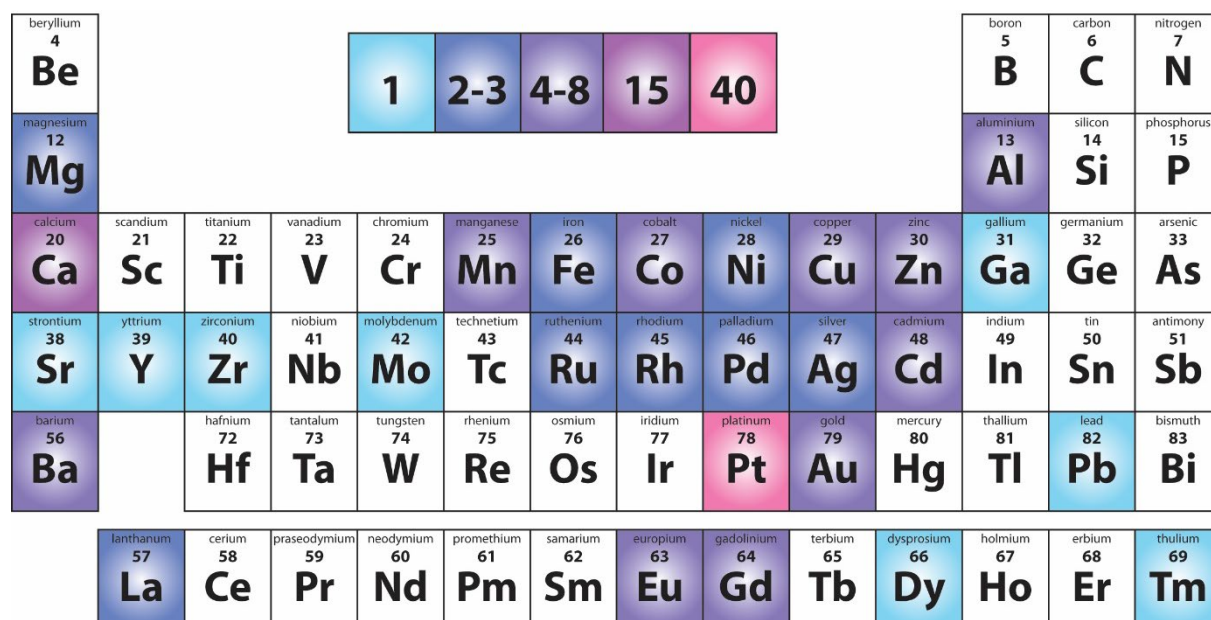 beryllium boron carbon nitrogen
4 5 6 7
Be B C N
1 2-3 4-8 15 40
magnesium aluminium silicon phosphorus
12 13 14 15
Mg Al Si P
calcium scandium titanium vanadium chromium manganese iron cobalt nickel copper zinc gallium germanium arsenic
20 21 22 23 24 25 26 27 28 29 30 31 32 33
Ca Sc Ti V Cr Mn Fe Co Ni Cu Zn Ga Ge As
strontium yttrium zirconium niobium molybdenum technetium ruthenium rhodium palladium silver cadmium indium tin antimony
38 39 40 41 42 43 44 45 46 47 48 49 50 51
Sr Y Zr Nb Mo Tc Ru Rh Pd Ag Cd In Sn Sb
barium hafnium tantalum tungsten rhenium osmium iridium platinum gold mercury thallium lead bismuth
56 72 73 74 75 76 77 78 79 80 81 82 83
Ba Hf Ta W Re Os Ir Pt Au Hg Tl Pb Bi
lanthanum cerium praseodymium neodymium promethium samarium europium gadolinium terbium dysprosium holmium erbium thulium
57 58 59 60 61 62 63 64 65 66 67 68 69
La Ce Pr Nd Pm Sm Eu Gd Tb Dy Ho Er Tm